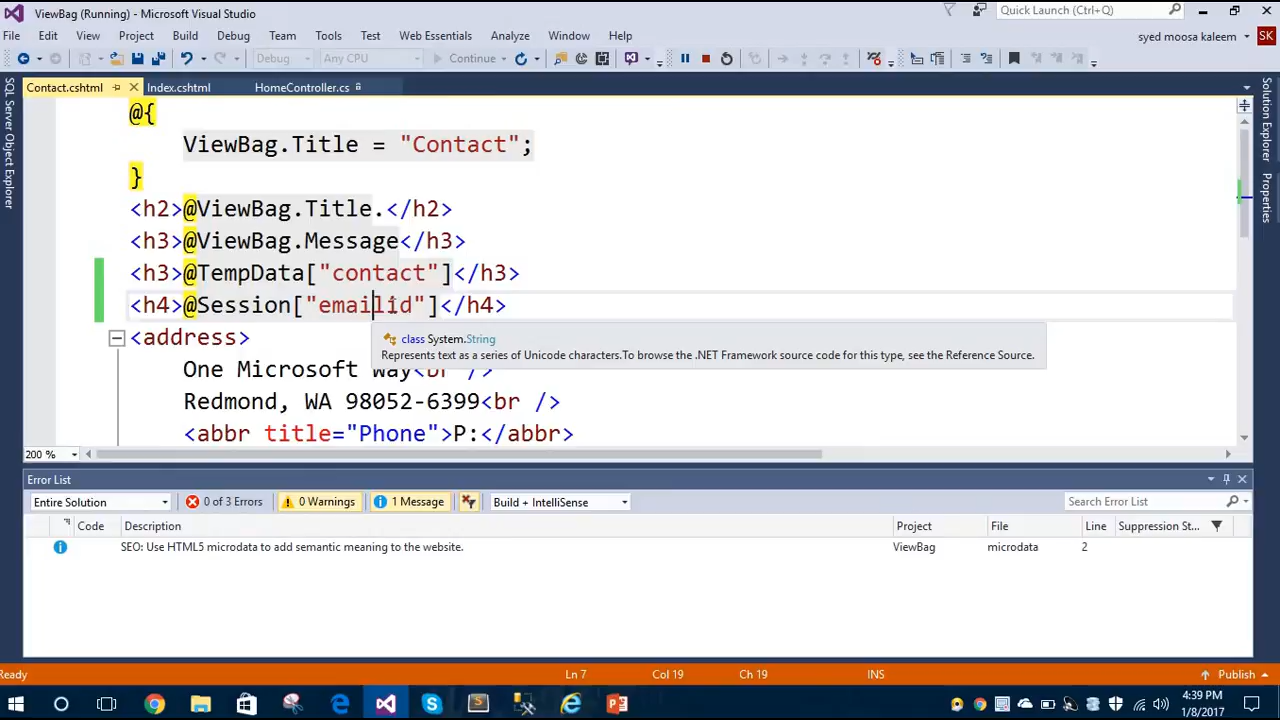 ViewBag (Running) - Microsoft Visual Studio
Quick Launch (Ctrl+Q)
File Edit View Project Build Debug Team Tools Test Web Essentials Analyze Window Help
syed moosa kaleem SK
Debug Any CPU Continue
Contact.cshtml Index.cshtml HomeController.cs
SQL Server Object Explorer
Solution Explorer
Properties
@{
ViewBag.Title = "Contact";
}
<h2>@ViewBag.Title.</h2>
<h3>@ViewBag.Message</h3>
<h3>@TempData["contact"]</h3>
<h4>@Session["emailid"]</h4>
<address>
class System.String
Represents text as a series of Unicode characters.To browse the .NET Framework source code for this type, see the Reference Source.
One Microsoft Way<br />
Redmond, WA 98052-6399<br />
<abbr title="Phone">P:</abbr>
200 %
Error List
Entire Solution 0 of 3 Errors 0 Warnings 1 Message Build + IntelliSense Search Error List
Code Description Project File Line Suppression St...
SEO: Use HTML5 microdata to add semantic meaning to the website. ViewBag microdata 2
Ready Ln 7 Col 19 Ch 19 INS Publish
4:39 PM
1/8/2017